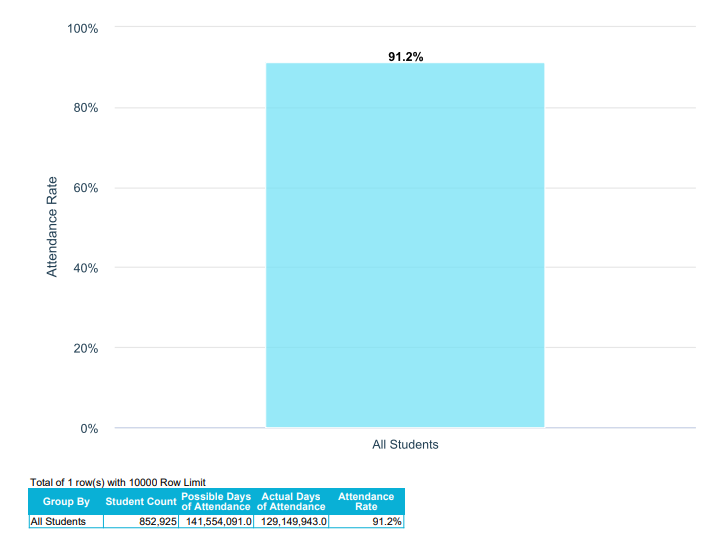 100%
91.2%
80%
60%
Attendance Rate
40%
20%
0%
All Students
Total of 1 row(s) with 10000 Row Limit
Group By Student Count Possible Days of Attendance Actual Days of Attendance Attendance Rate
All Students 852,925 141,554,091.0 129,149,943.0 91.2%